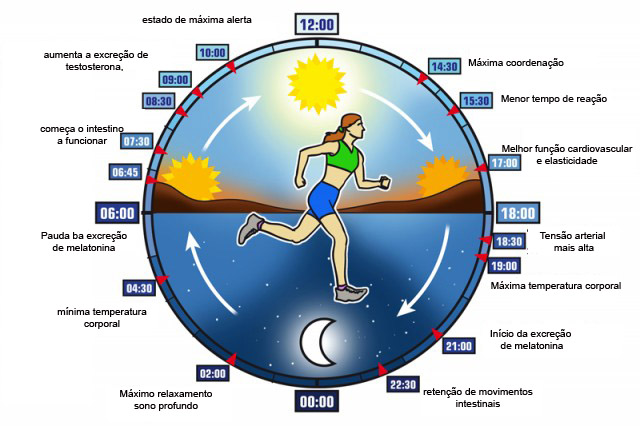 12:00
estado de máxima alerta
10:00
aumenta a excreção de
testosterona,
09:00
08:30
começa o intestino
a funcionar
07:30
06:45
06:00
Pauda ba excreção
de melatonina
04:30
mínima temperatura
corporal
02:00
Máximo relaxamento
sono profundo
00:00
14:30
Máxima coordenação
15:30
Menor tempo de reação
Melhor função cardiovascular
e elasticidade
17:00
18:00
18:30
Tensão arterial
mais alta
19:00
Máxima temperatura corporal
21:00
Início da excreção
de melatonina
22:30
retenção de movimentos
intestinais